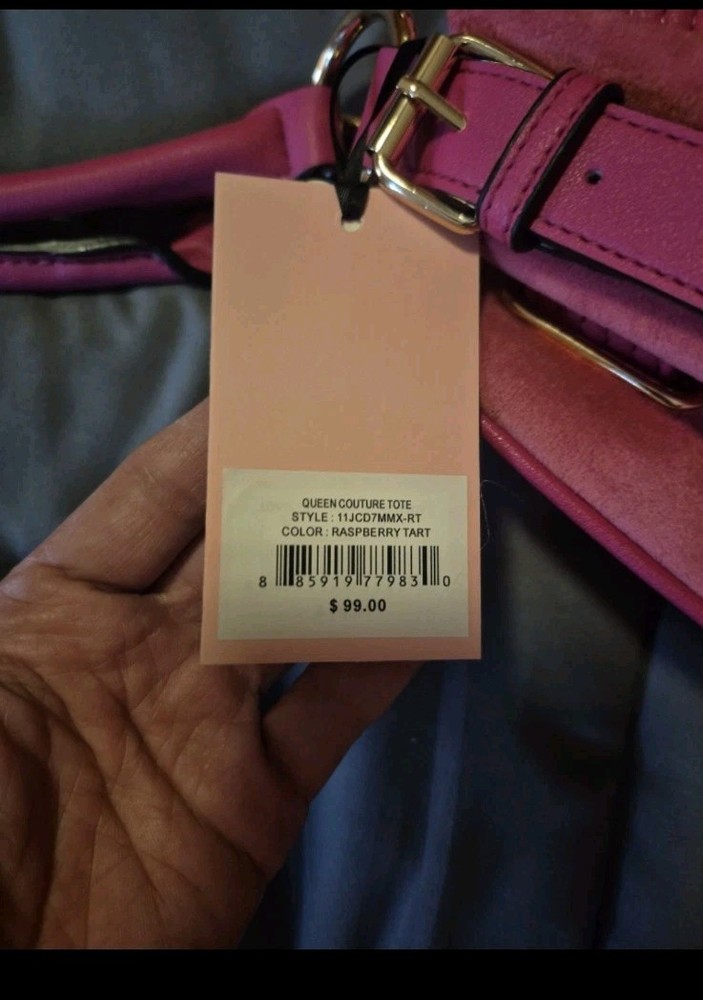 QUEEN COUTURE TOTE
STYLE : 11JCD7MMX-RT
COLOR : RASPBERRY TART
8 85919 77983 0
$ 99.00